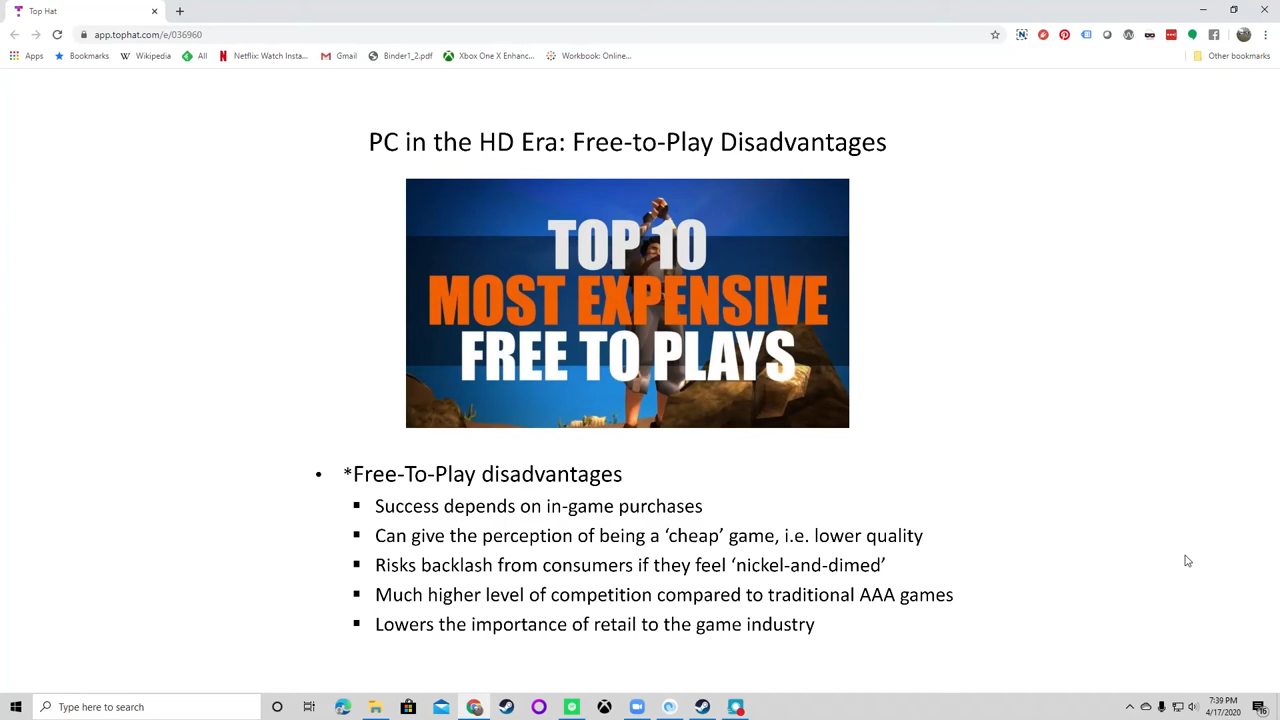 Top Hat
app.tophat.com/e/036960
Apps Bookmarks Wikipedia All Netflix: Watch Insta... Gmail Binder1_2.pdf Xbox One X Enhanc... Workbook: Online... Other bookmarks
PC in the HD Era: Free-to-Play Disadvantages
TOP 10
MOST EXPENSIVE
FREE TO PLAYS
• *Free-To-Play disadvantages
▪ Success depends on in-game purchases
▪ Can give the perception of being a ‘cheap’ game, i.e. lower quality
▪ Risks backlash from consumers if they feel ‘nickel-and-dimed’
▪ Much higher level of competition compared to traditional AAA games
▪ Lowers the importance of retail to the game industry
Type here to search
7:39 PM
4/17/2020